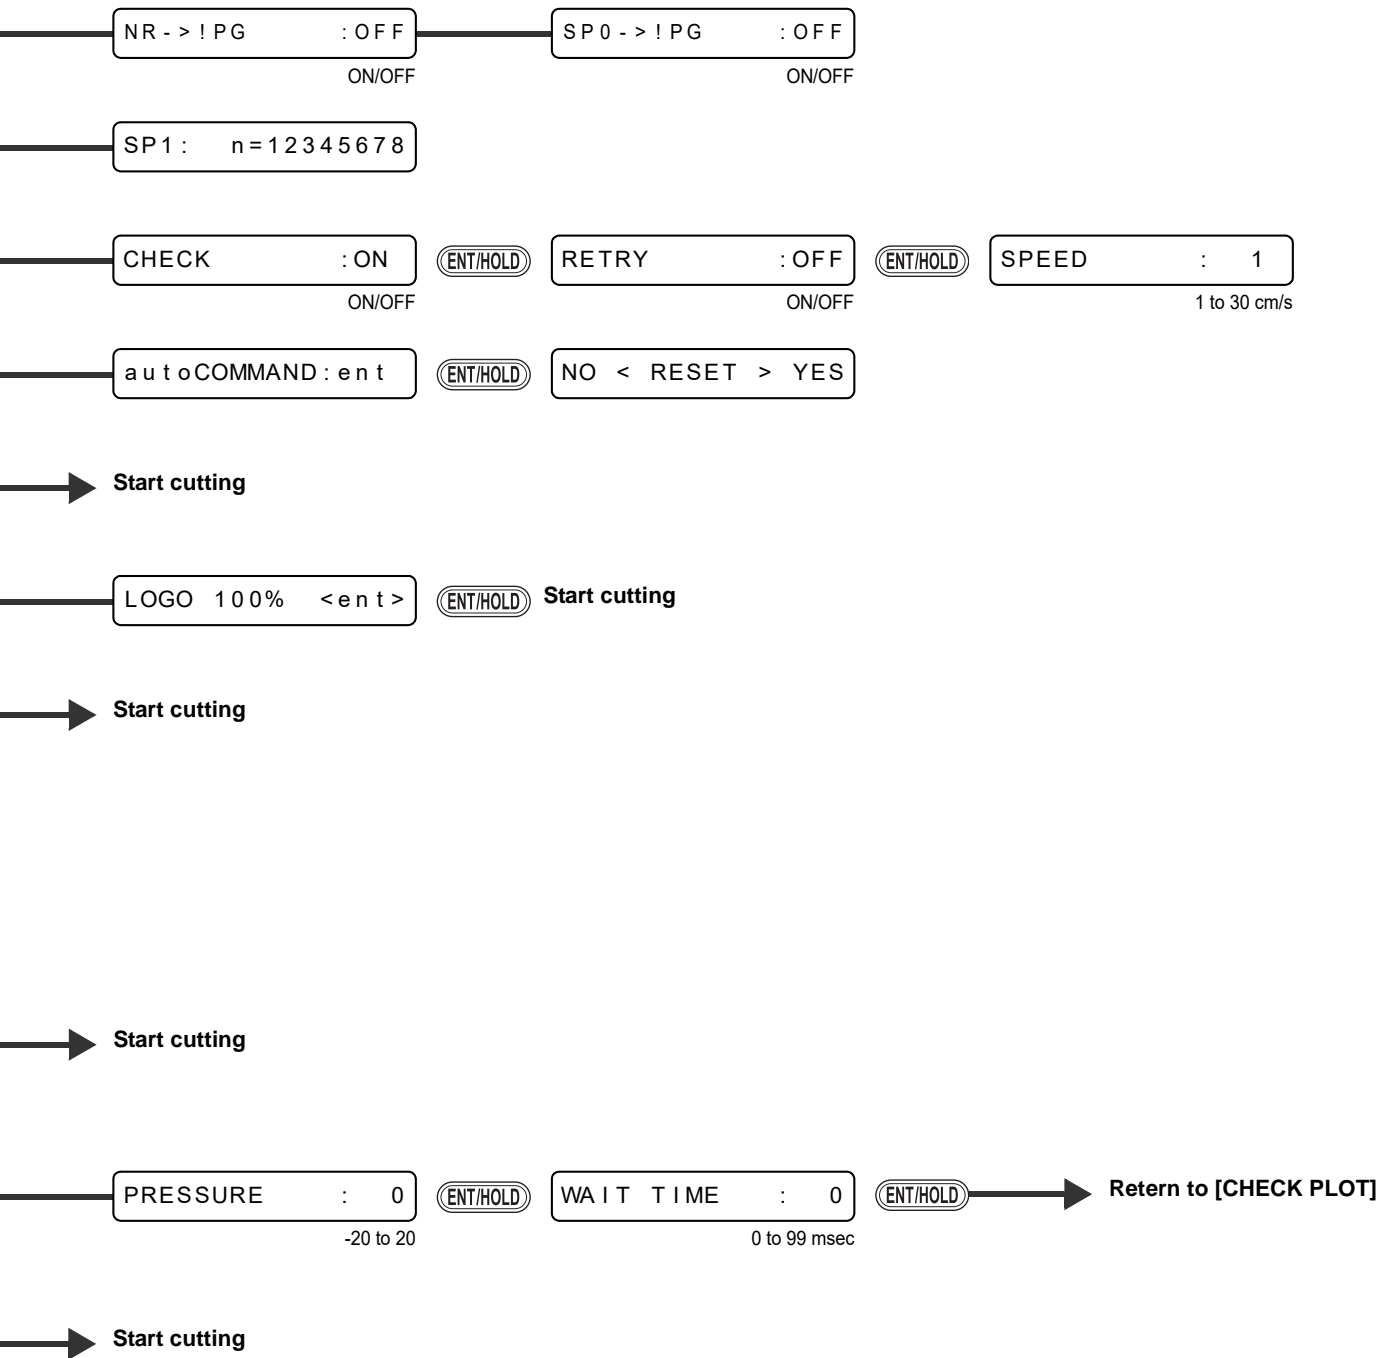 NR->!PG :OFF SP0->!PG :OFF
ON/OFF ON/OFF
SP1: n=12345678
CHECK :ON ENT/HOLD RETRY :OFF ENT/HOLD SPEED : 1
ON/OFF ON/OFF 1 to 30 cm/s
autoCOMMAND:ent ENT/HOLD NO < RESET > YES
Start cutting
LOGO 100% <ent> ENT/HOLD Start cutting
Start cutting
Start cutting
PRESSURE : 0 ENT/HOLD WAIT TIME : 0 ENT/HOLD Retern to [CHECK PLOT]
-20 to 20 0 to 99 msec
Start cutting